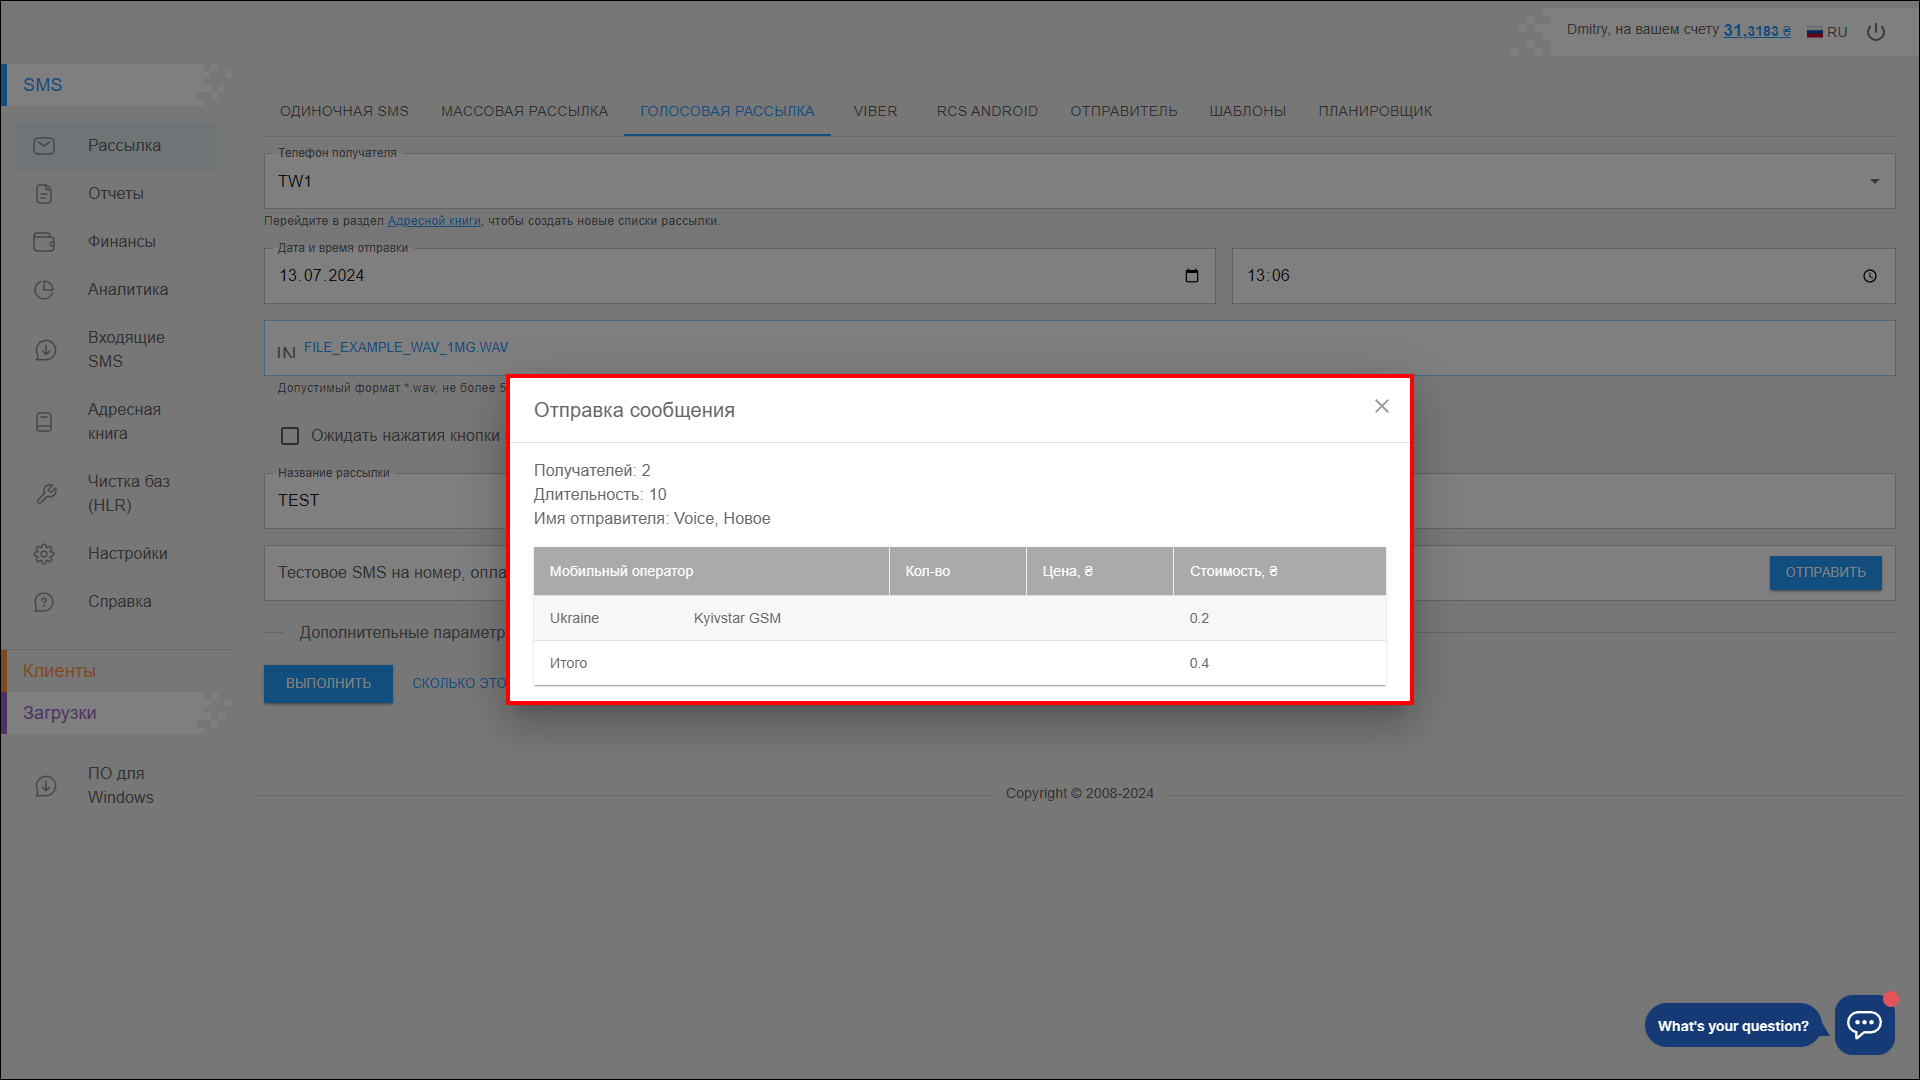 Dmitry, на вашем счету 31,3183 ₴
RU
SMS
Рассылка
Отчеты
Финансы
Аналитика
Входящие
SMS
Адресная
книга
Чистка баз
(HLR)
Настройки
Справка
Клиенты
Загрузки
ПО для
Windows
ОДИНОЧНАЯ SMS
МАССОВАЯ РАССЫЛКА
ГОЛОСОВАЯ РАССЫЛКА
VIBER
RCS ANDROID
ОТПРАВИТЕЛЬ
ШАБЛОНЫ
ПЛАНИРОВЩИК
Телефон получателя
TW1
Перейдите в раздел Адресной книги, чтобы создать новые списки рассылки.
Дата и время отправки
13.07.2024
13:06
FILE_EXAMPLE_WAV_1MG.WAV
Допустимый формат *.wav, не более 5
Ожидать нажатия кнопки
Название рассылки
TEST
Тестовое SMS на номер, опла
ОТПРАВИТЬ
Дополнительные параметр
ВЫПОЛНИТЬ
СКОЛЬКО ЭТО
Отправка сообщения
Получателей: 2
Длительность: 10
Имя отправителя: Voice, Новое
Мобильный оператор Кол-во Цена, ₴ Стоимость, ₴
Ukraine Kyivstar GSM 0.2
Итого 0.4
Copyright © 2008-2024
What's your question?